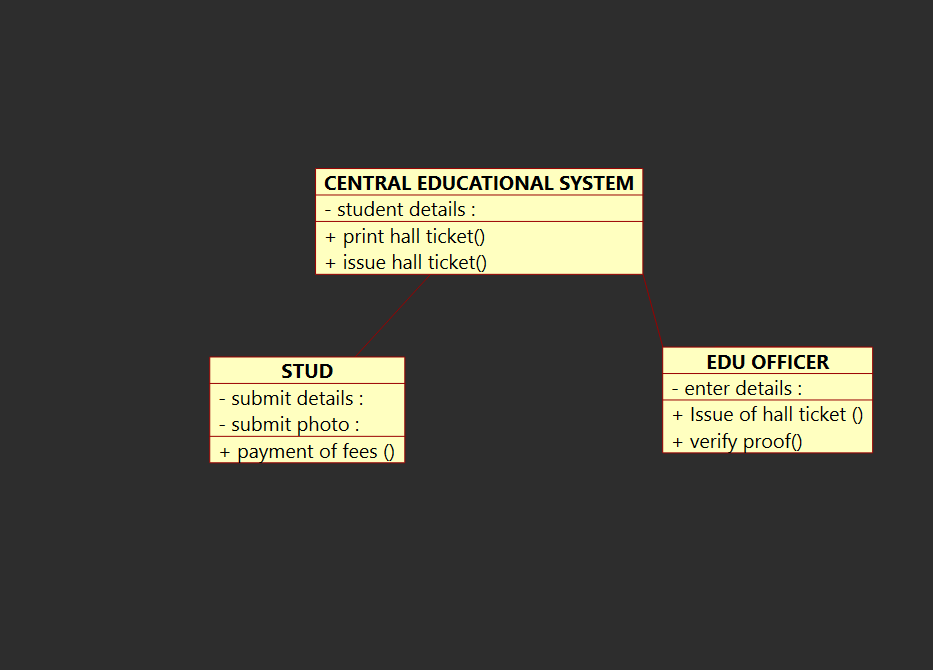 CENTRAL EDUCATIONAL SYSTEM
- student details :
+ print hall ticket()
+ issue hall ticket()
STUD
- submit details :
- submit photo :
+ payment of fees ()
EDU OFFICER
- enter details :
+ Issue of hall ticket ()
+ verify proof()